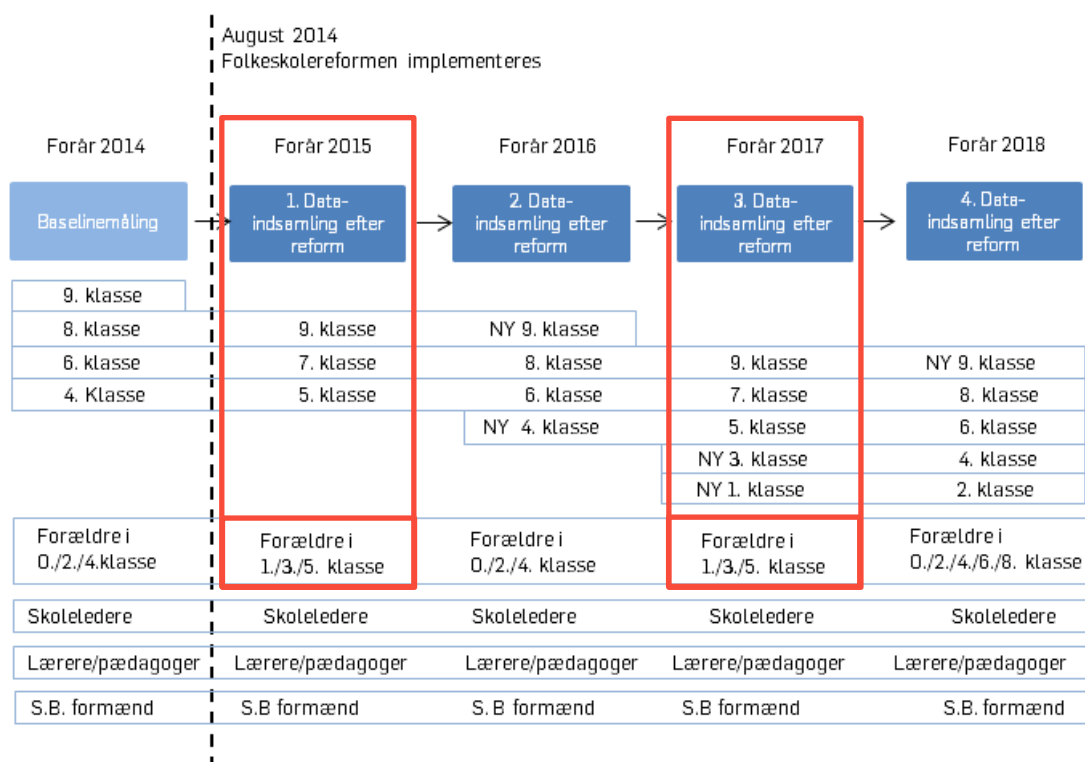 August 2014
Folkeskolereformen implementeres
Forår 2014
Forår 2015
Forår 2016
Forår 2017
Forår 2018
Baselinemåling
1. Data-
indsamling efter
reform
2. Data-
indsamling efter
reform
3. Data-
indsamling efter
reform
4. Data-
indsamling efter
reform
9. klasse
8. klasse
9. klasse
NY 9. klasse
6. klasse
7. klasse
8. klasse
9. klasse
NY 9. klasse
4. Klasse
5. klasse
6. klasse
7. klasse
8. klasse
NY 4. klasse
5. klasse
6. klasse
NY 3. klasse
4. klasse
NY 1. klasse
2. klasse
Forældre i
0./2./4.klasse
Forældre i
1./3./5. klasse
Forældre i
0./2./4. klasse
Forældre i
1./3./5. klasse
Forældre i
0./2./4./6./8. klasse
Skoleledere
Skoleledere
Skoleledere
Skoleledere
Skoleledere
Lærere/pædagoger
Lærere/pædagoger
Lærere/pædagoger
Lærere/pædagoger
Lærere/pædagoger
S.B. formænd
S.B formænd
S.B formænd
S.B formænd
S.B. formænd